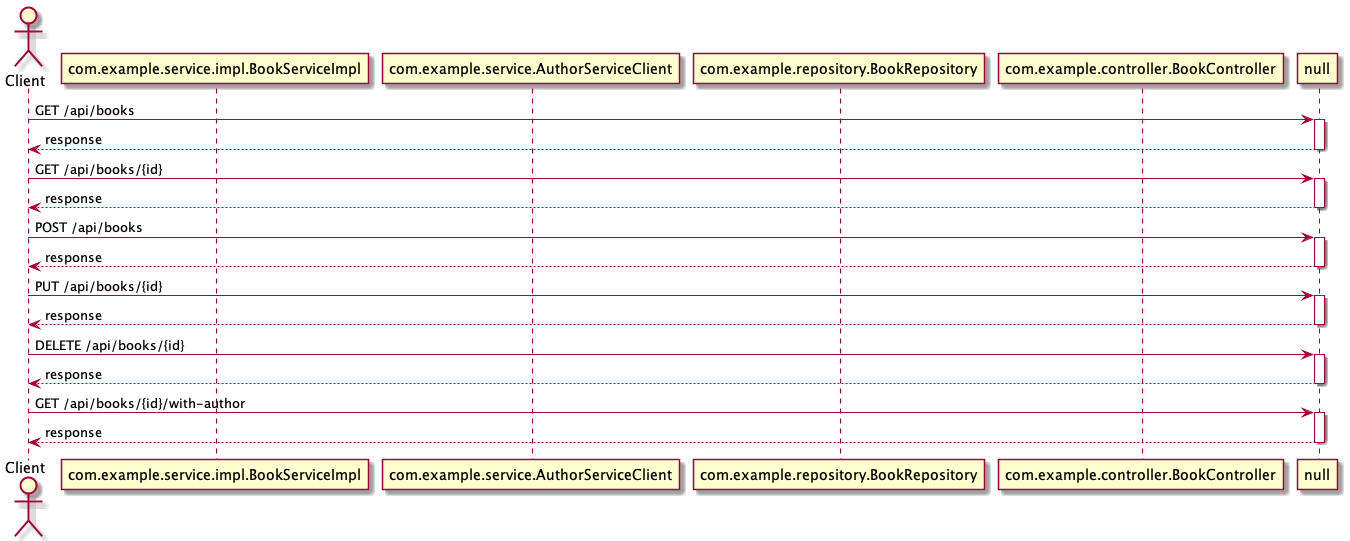 Client
com.example.service.impl.BookServiceImpl
com.example.service.AuthorServiceClient
com.example.repository.BookRepository
com.example.controller.BookController
null
GET /api/books
response
GET /api/books/{id}
response
POST /api/books
response
PUT /api/books/{id}
response
DELETE /api/books/{id}
response
GET /api/books/{id}/with-author
response
Client
com.example.service.impl.BookServiceImpl
com.example.service.AuthorServiceClient
com.example.repository.BookRepository
com.example.controller.BookController
null